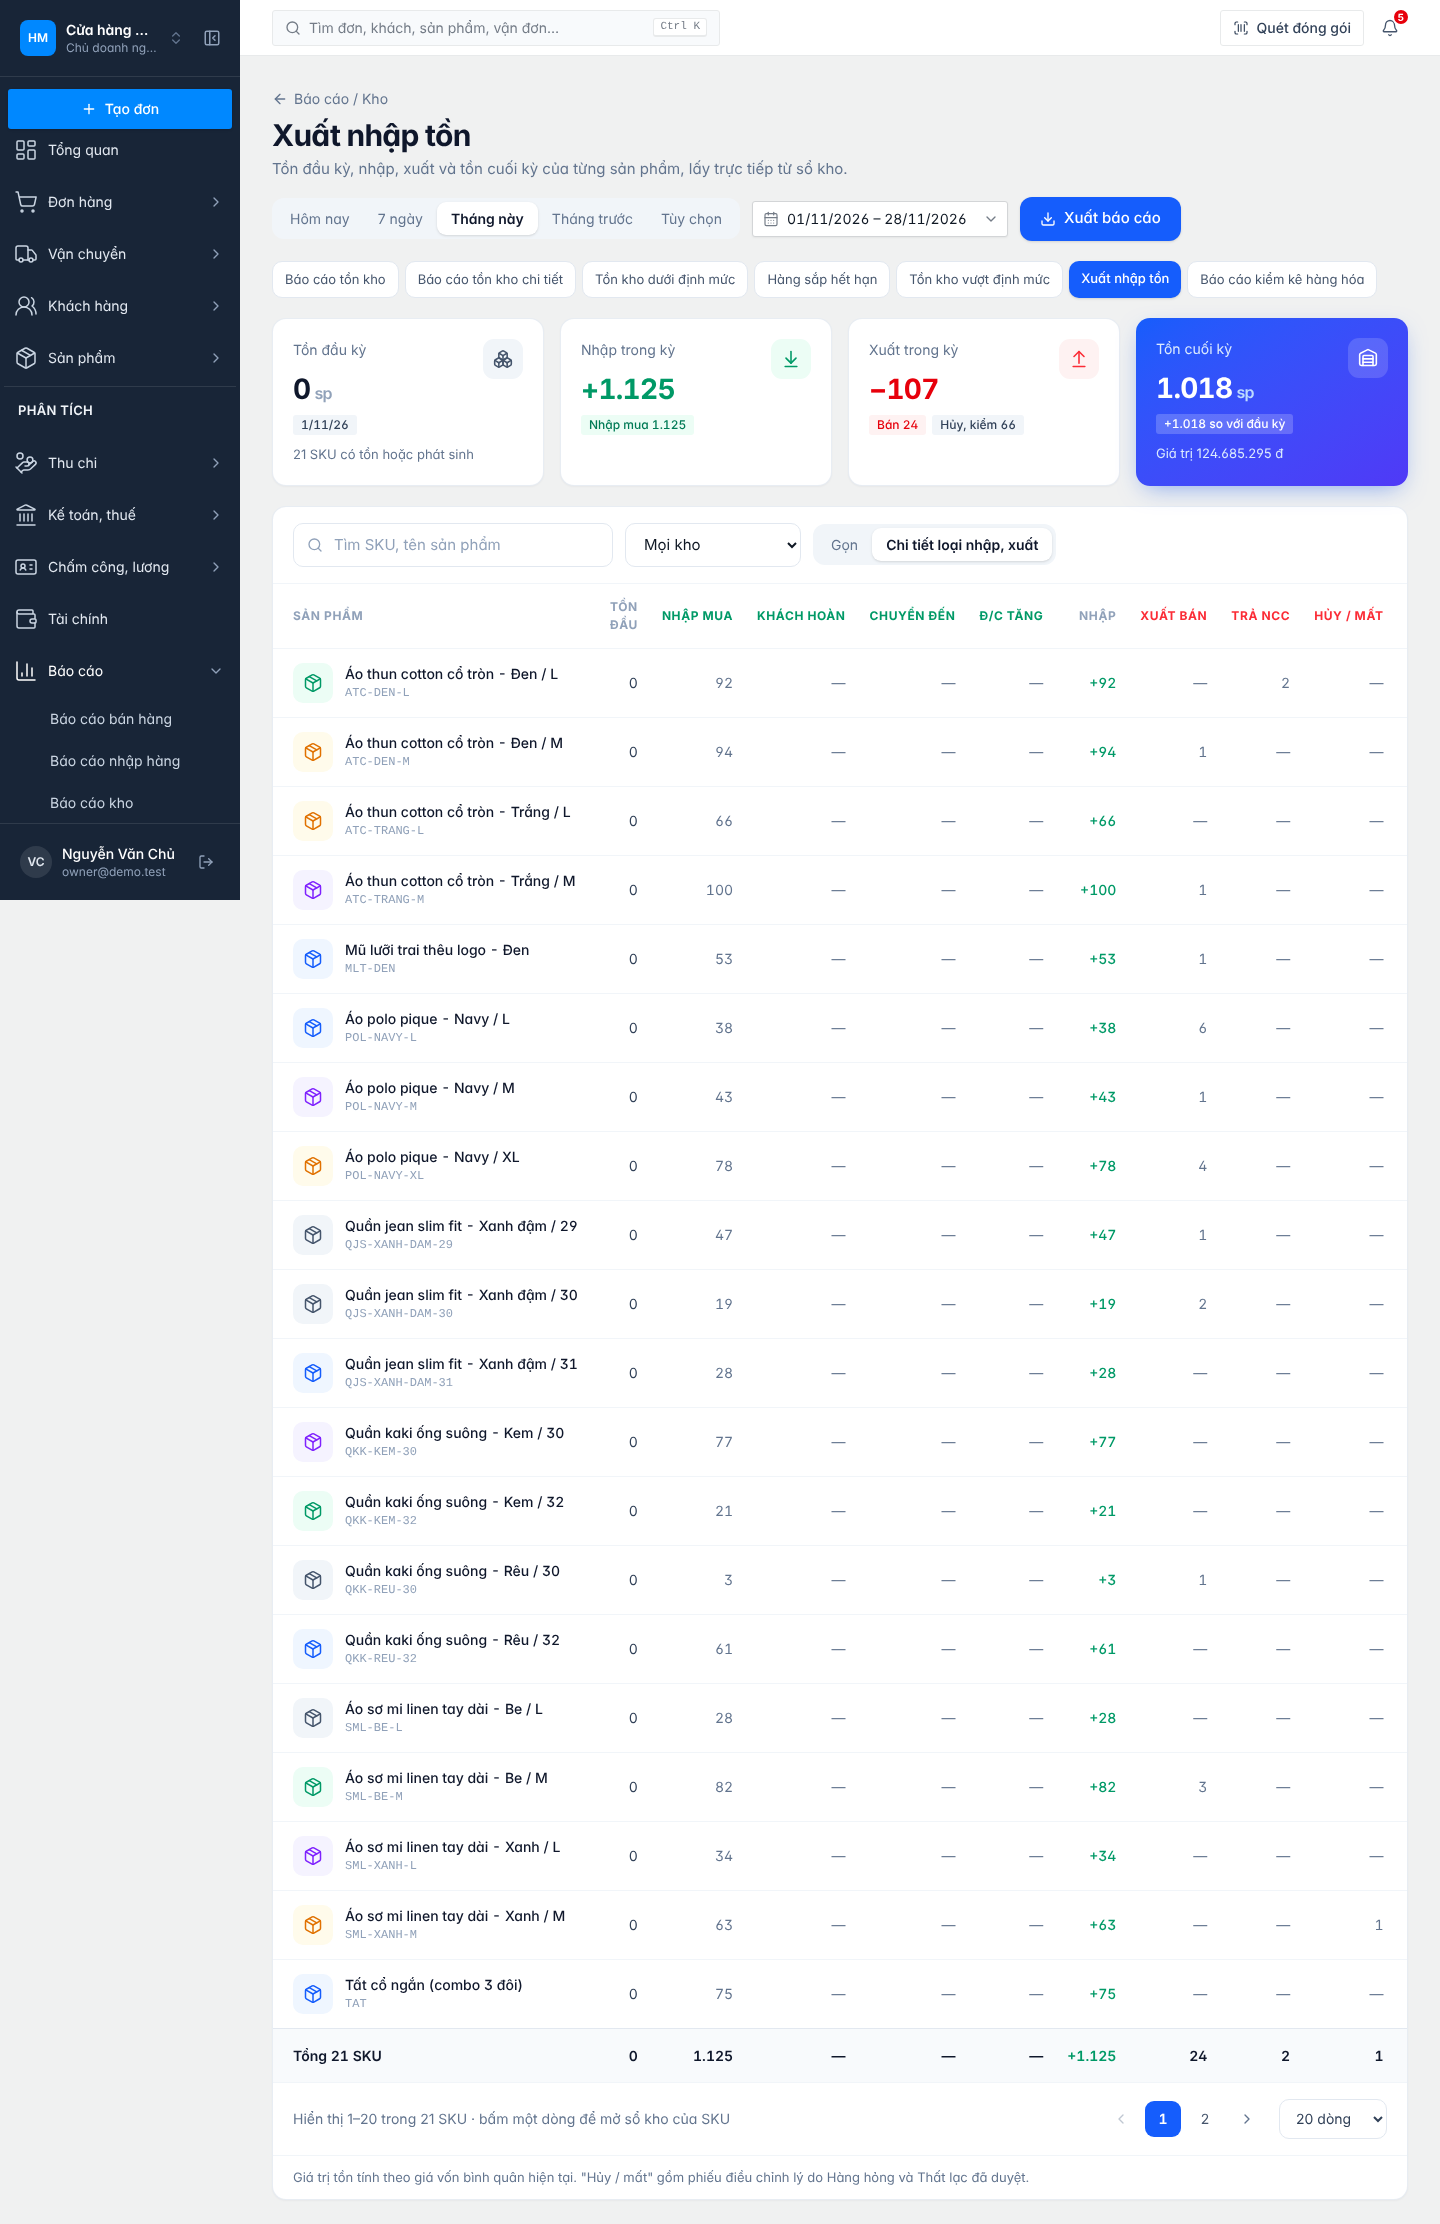 HM
Cửa hàng ...
Chủ doanh ng...
Tìm đơn, khách, sản phẩm, vận đơn...
Ctrl K
Quét đóng gói
5
Tạo đơn
Tổng quan
Đơn hàng
Vận chuyển
Khách hàng
Sản phẩm
PHÂN TÍCH
Thu chi
Kế toán, thuế
Chấm công, lương
Tài chính
Báo cáo
Báo cáo bán hàng
Báo cáo nhập hàng
Báo cáo kho
VC
Nguyễn Văn Chủ
owner@demo.test
Báo cáo / Kho
Xuất nhập tồn
Tồn đầu kỳ, nhập, xuất và tồn cuối kỳ của từng sản phẩm, lấy trực tiếp từ sổ kho.
Hôm nay 7 ngày Tháng này Tháng trước Tùy chọn 01/11/2026 – 28/11/2026 Xuất báo cáo
Báo cáo tồn kho Báo cáo tồn kho chi tiết Tồn kho dưới định mức Hàng sắp hết hạn Tồn kho vượt định mức Xuất nhập tồn Báo cáo kiểm kê hàng hóa
Tồn đầu kỳ
0 sp
1/11/26
21 SKU có tồn hoặc phát sinh
Nhập trong kỳ
+1.125
Nhập mua 1.125
Xuất trong kỳ
−107
Bán 24 Hủy, kiểm 66
Tồn cuối kỳ
1.018 sp
+1.018 so với đầu kỳ
Giá trị 124.685.295 đ
Tìm SKU, tên sản phẩm Mọi kho Gọn Chi tiết loại nhập, xuất
SẢN PHẨM TỒN ĐẦU NHẬP MUA KHÁCH HOÀN CHUYỂN ĐẾN Đ/C TĂNG NHẬP XUẤT BÁN TRẢ NCC HỦY / MẤT
Áo thun cotton cổ tròn - Đen / L 0 92 — — — +92 — 2 —
ATC-DEN-L
Áo thun cotton cổ tròn - Đen / M 0 94 — — — +94 1 — —
ATC-DEN-M
Áo thun cotton cổ tròn - Trắng / L 0 66 — — — +66 — — —
ATC-TRANG-L
Áo thun cotton cổ tròn - Trắng / M 0 100 — — — +100 1 — —
ATC-TRANG-M
Mũ lưỡi trai thêu logo - Đen 0 53 — — — +53 1 — —
MLT-DEN
Áo polo pique - Navy / L 0 38 — — — +38 6 — —
POL-NAVY-L
Áo polo pique - Navy / M 0 43 — — — +43 1 — —
POL-NAVY-M
Áo polo pique - Navy / XL 0 78 — — — +78 4 — —
POL-NAVY-XL
Quần jean slim fit - Xanh đậm / 29 0 47 — — — +47 1 — —
QJS-XANH-DAM-29
Quần jean slim fit - Xanh đậm / 30 0 19 — — — +19 2 — —
QJS-XANH-DAM-30
Quần jean slim fit - Xanh đậm / 31 0 28 — — — +28 — — —
QJS-XANH-DAM-31
Quần kaki ống suông - Kem / 30 0 77 — — — +77 — — —
QKK-KEM-30
Quần kaki ống suông - Kem / 32 0 21 — — — +21 — — —
QKK-KEM-32
Quần kaki ống suông - Rêu / 30 0 3 — — — +3 1 — —
QKK-REU-30
Quần kaki ống suông - Rêu / 32 0 61 — — — +61 — — —
QKK-REU-32
Áo sơ mi linen tay dài - Be / L 0 28 — — — +28 — — —
SML-BE-L
Áo sơ mi linen tay dài - Be / M 0 82 — — — +82 3 — —
SML-BE-M
Áo sơ mi linen tay dài - Xanh / L 0 34 — — — +34 — — —
SML-XANH-L
Áo sơ mi linen tay dài - Xanh / M 0 63 — — — +63 — — 1
SML-XANH-M
Tất cổ ngắn (combo 3 đôi) 0 75 — — — +75 — — —
TAT
Tổng 21 SKU 0 1.125 — — — +1.125 24 2 1
Hiển thị 1–20 trong 21 SKU · bấm một dòng để mở sổ kho của SKU 1 2 20 dòng
Giá trị tồn tính theo giá vốn bình quân hiện tại. "Hủy / mất" gồm phiếu điều chỉnh lý do Hàng hỏng và Thất lạc đã duyệt.